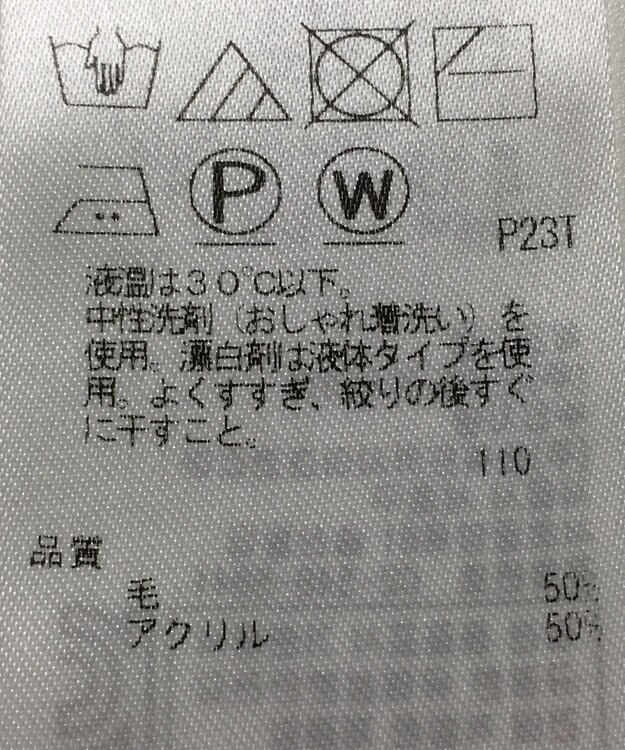 P
W
P23T
液温は30℃以下。
中性洗剤（おしゃれ着洗い）を
使用。漂白剤は液体タイプを使
用。よくすすぎ、絞りの後すぐ
に干すこと。
110
品質
毛 50%
アクリル 50%